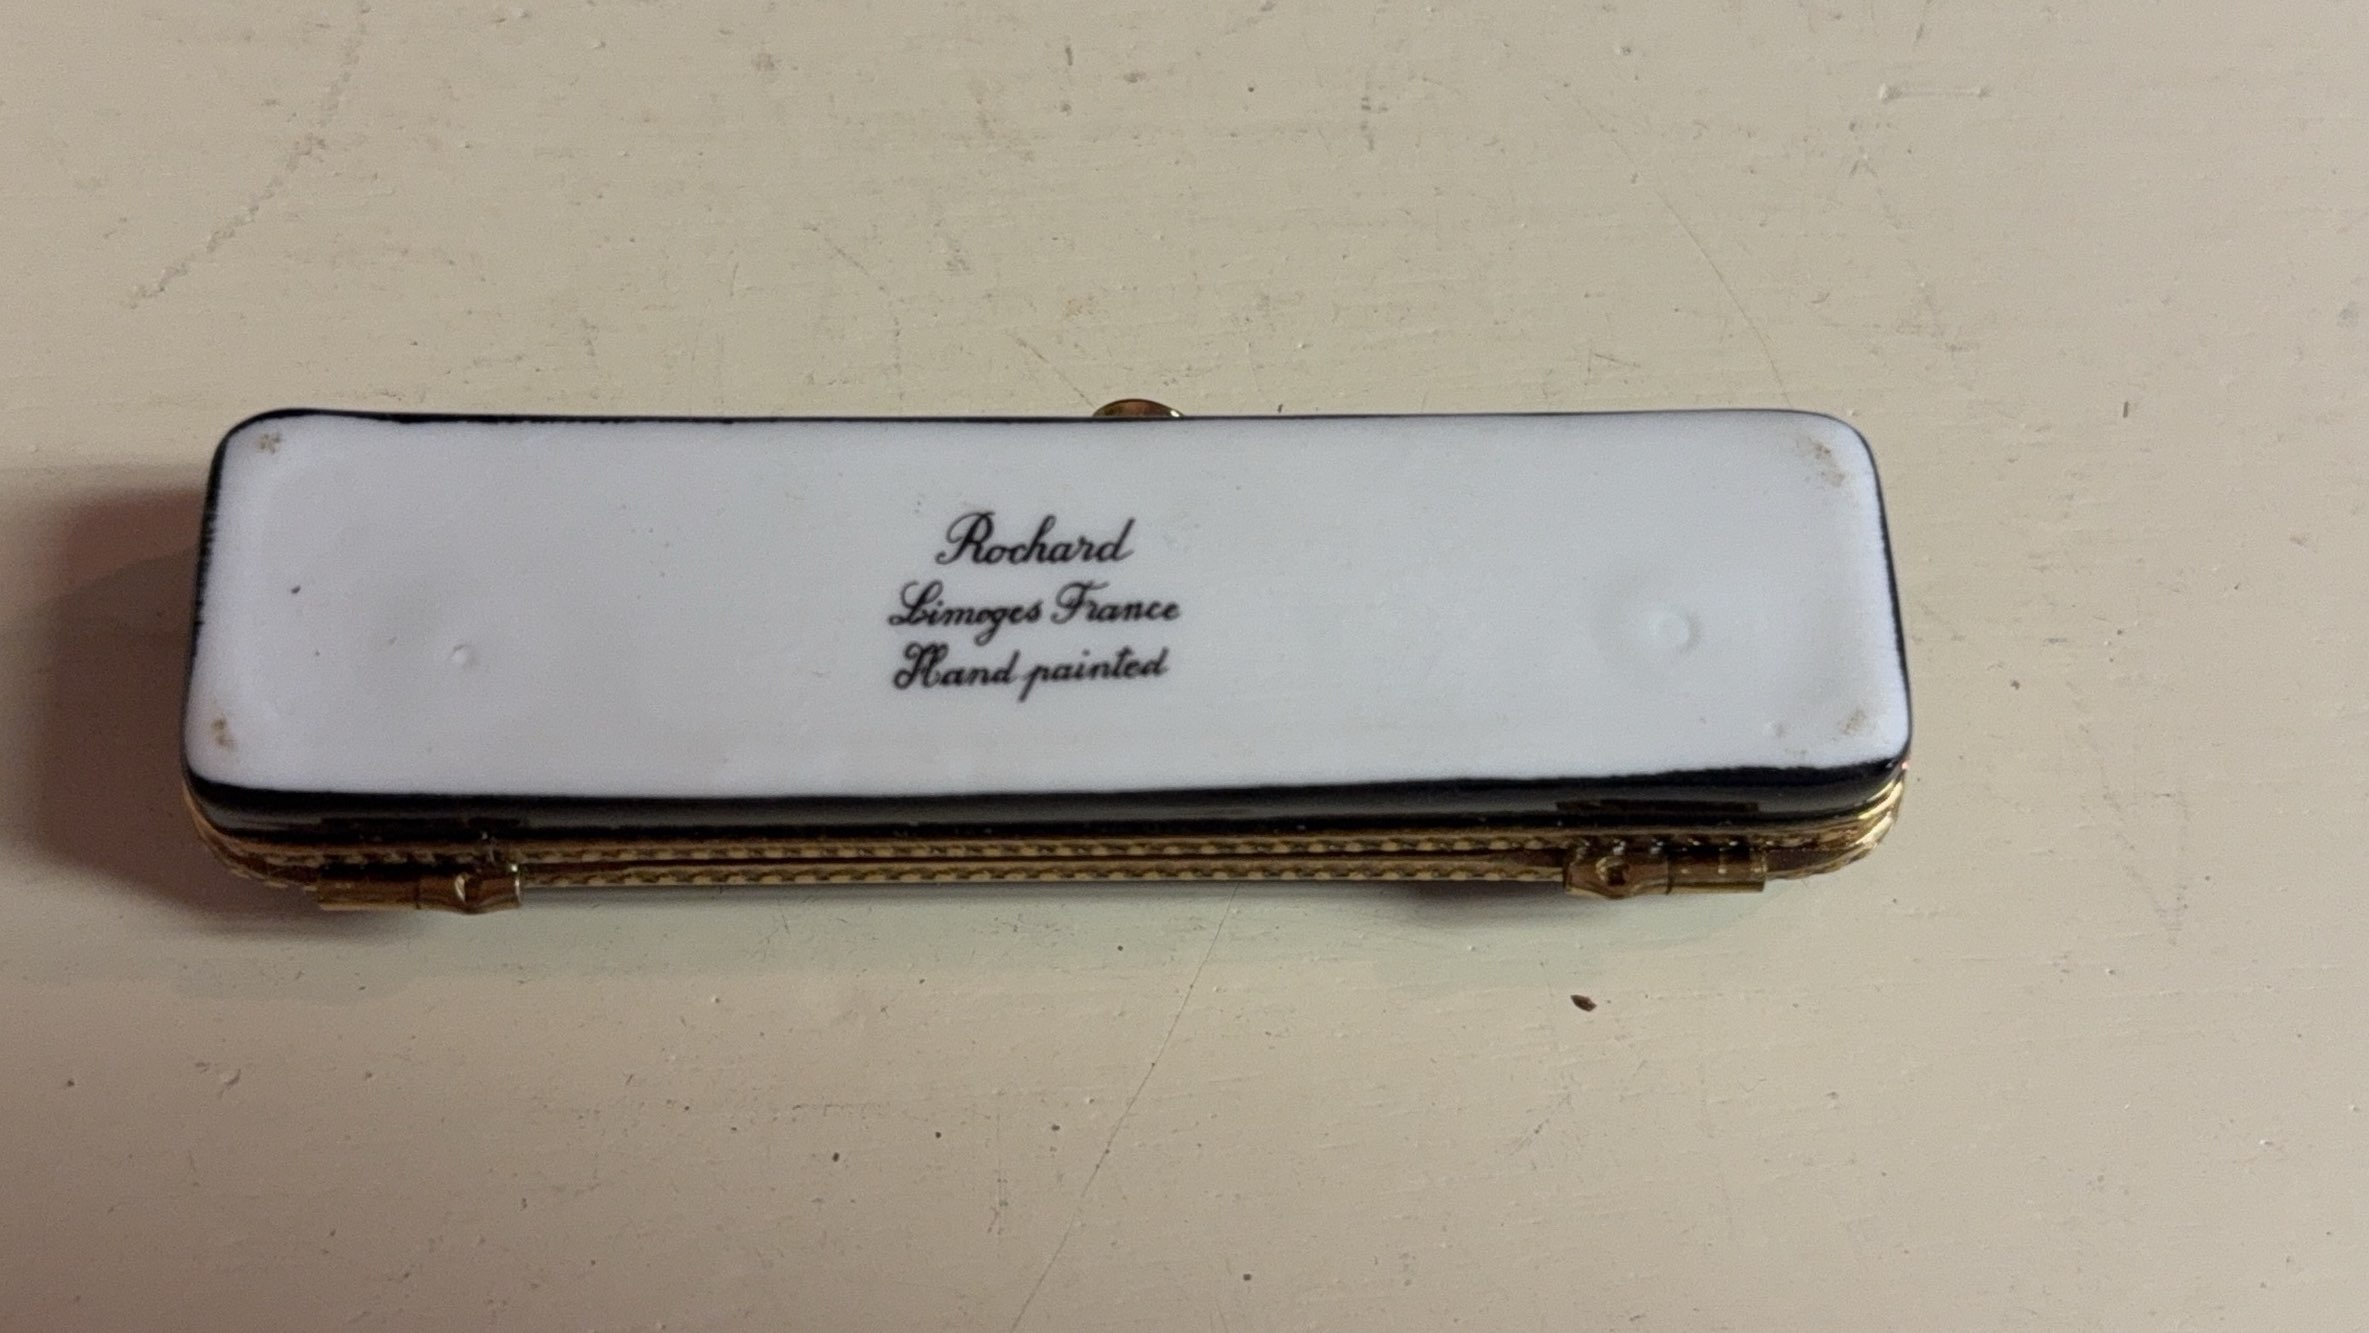 Rochard
Limoges France
Hand painted